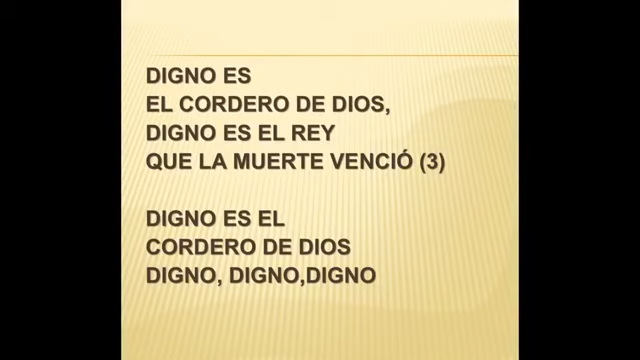 DIGNO ES
EL CORDERO DE DIOS,
DIGNO ES EL REY
QUE LA MUERTE VENCIÓ (3)
DIGNO ES EL
CORDERO DE DIOS
DIGNO, DIGNO,DIGNO